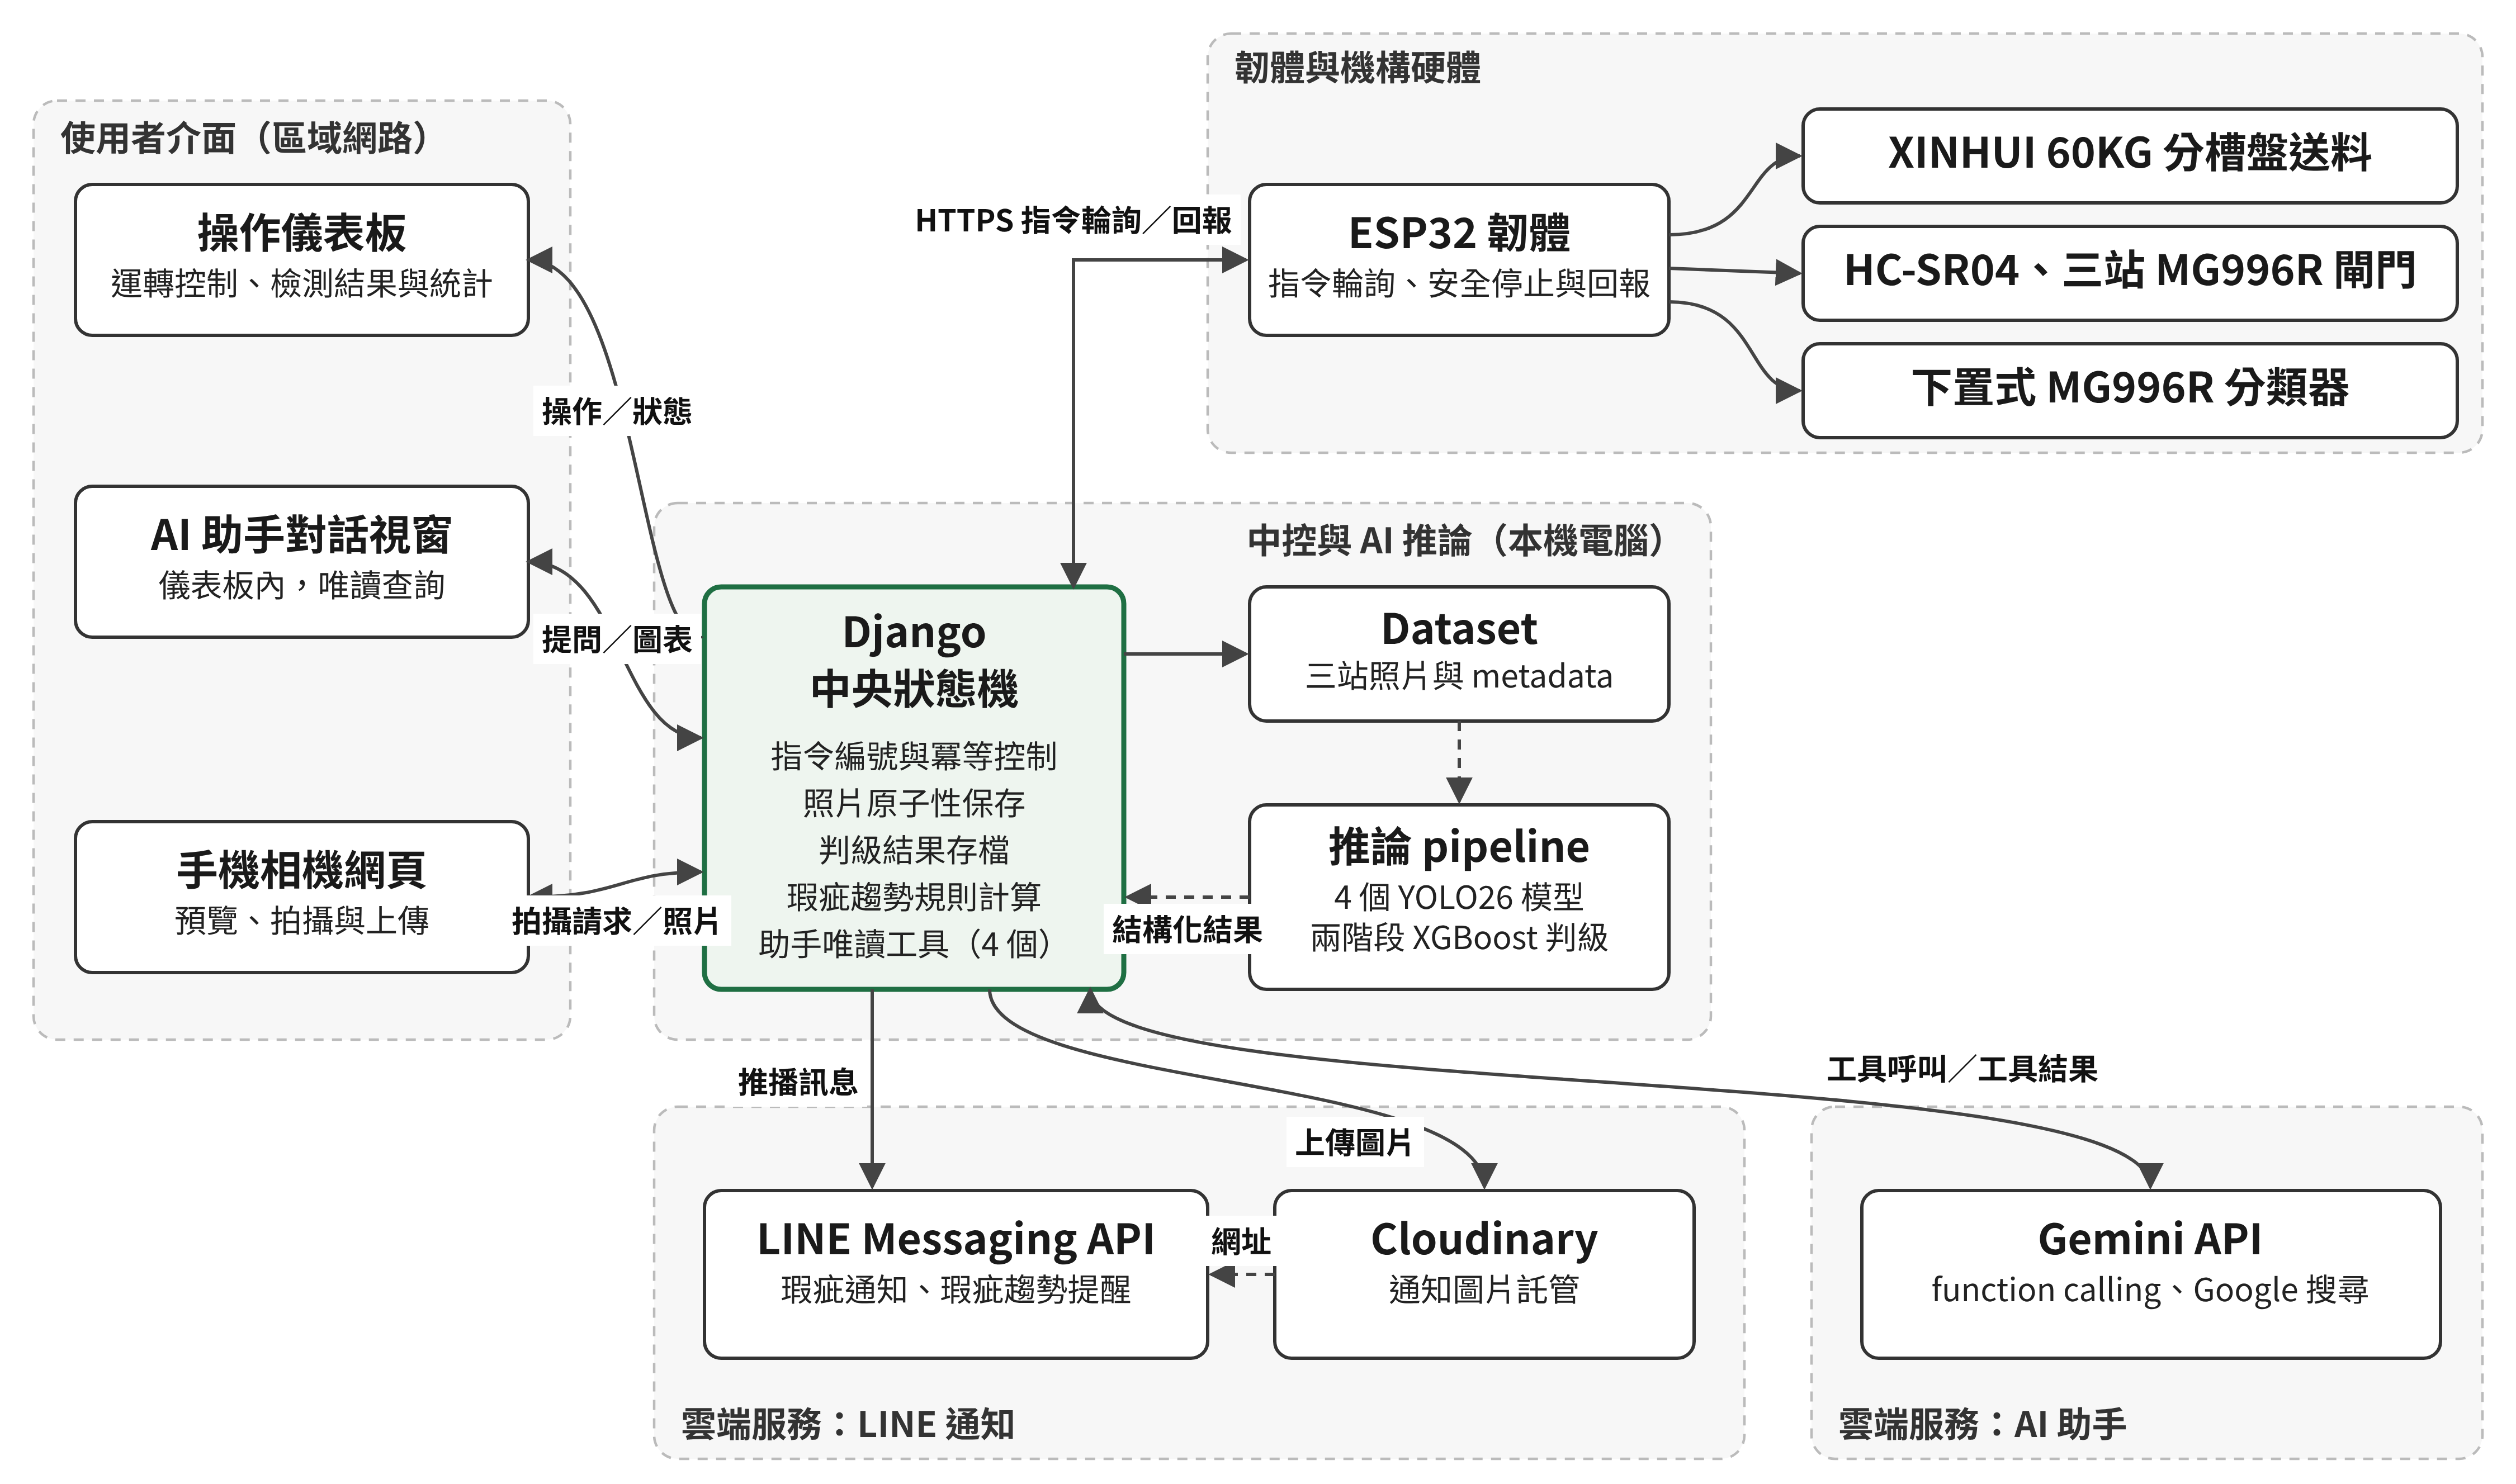 韌體與機構硬體
XINHUI 60KG 分槽盤送料
HTTPS 指令輪詢／回報
ESP32 韌體
指令輪詢、安全停止與回報
HC-SR04、三站 MG996R 閘門
下置式 MG996R 分類器
使用者介面（區域網路）
操作儀表板
運轉控制、檢測結果與統計
操作／狀態
AI 助手對話視窗
儀表板內，唯讀查詢
提問／圖表
手機相機網頁
預覽、拍攝與上傳
拍攝請求／照片
中控與 AI 推論（本機電腦）
Django
中央狀態機
指令編號與冪等控制
照片原子性保存
判級結果存檔
瑕疵趨勢規則計算
助手唯讀工具（4 個）
Dataset
三站照片與 metadata
推論 pipeline
4 個 YOLO26 模型
兩階段 XGBoost 判級
結構化結果
推播訊息
上傳圖片
工具呼叫／工具結果
LINE Messaging API
瑕疵通知、瑕疵趨勢提醒
網址
Cloudinary
通知圖片託管
雲端服務：LINE 通知
Gemini API
function calling、Google 搜尋
雲端服務：AI 助手